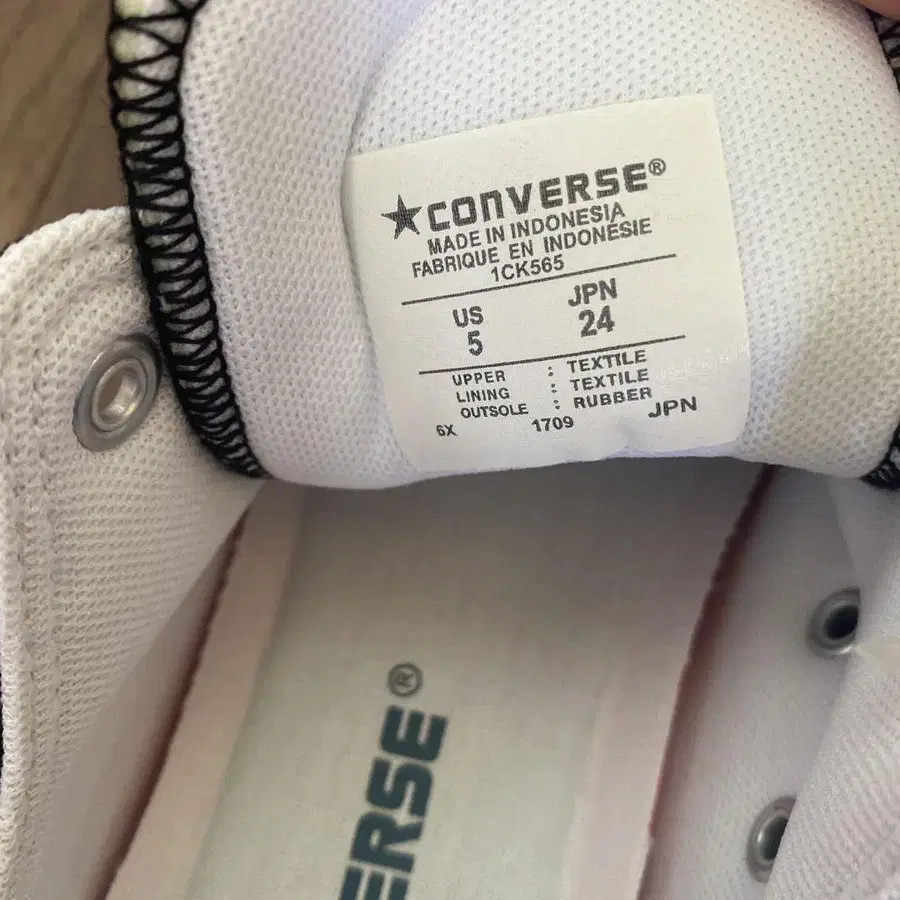 ★CONVERSE®
MADE IN INDONESIA
FABRIQUE EN INDONÉSIE
1CK565
US JPN
5 24
UPPER : TEXTILE
LINING : TEXTILE
OUTSOLE : RUBBER
6X 1709 JPN
ERSE®